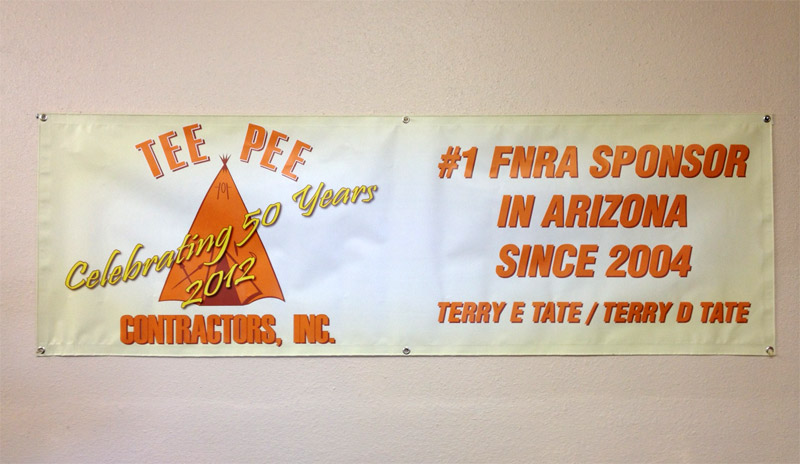 TEE PEE
Celebrating 50 Years
2012
CONTRACTORS, INC.
#1 FNRA SPONSOR
IN ARIZONA
SINCE 2004
TERRY E TATE / TERRY D TATE